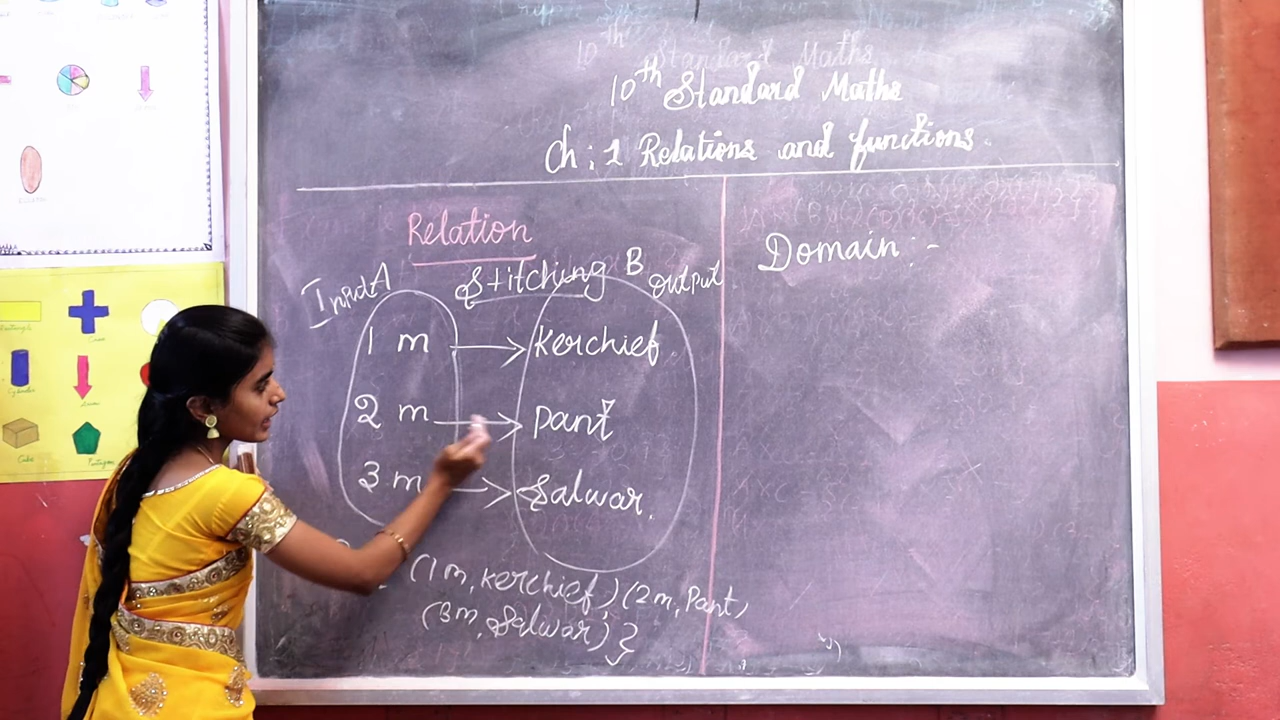 10th Standard Maths
Ch : 1 Relations and functions.
Relation
Input A Stitching B output
1 m kerchief
2 m pant
3 m Salwar.
(1m, kerchief) (2m, Pant)
(3m, Salwar) }
Domain :-